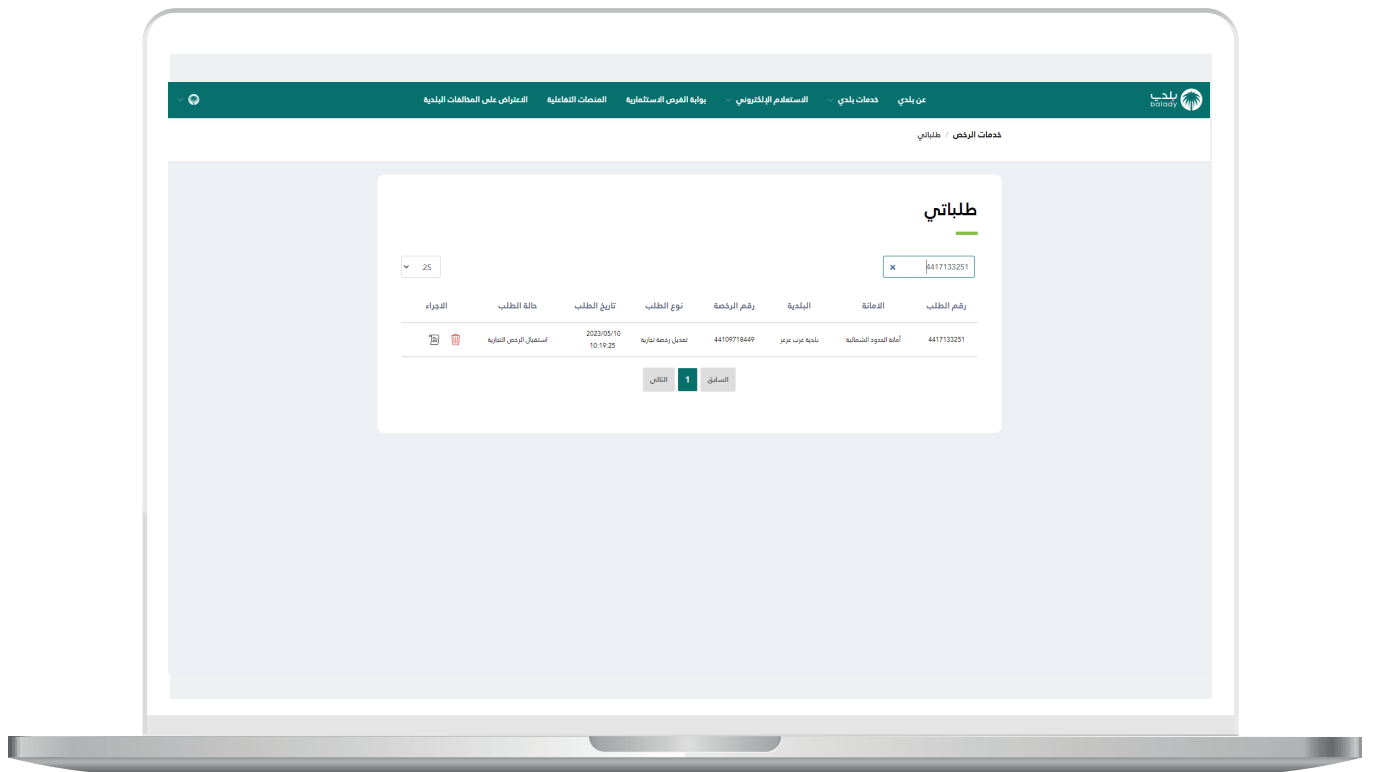 بلدي
balady
عن بلدي
خدمات بلدي
الاستعلام الإلكتروني
بوابة الفرص الاستثمارية
المنصات التفاعلية
الاعتراض على المخالفات البلدية
خدمات الرخص / طلباتي
طلباتي
4417133251
25
رقم الطلب
الامانة
البلدية
رقم الرخصة
نوع الطلب
تاريخ الطلب
حالة الطلب
الاجراء
4417133251
أمانة الحدود الشمالية
بلدية غرب عرعر
44109718449
تعديل رخصة تجارية
2023/05/10
10:19:25
استقبال الرخص التجارية
السابق
1
التالي